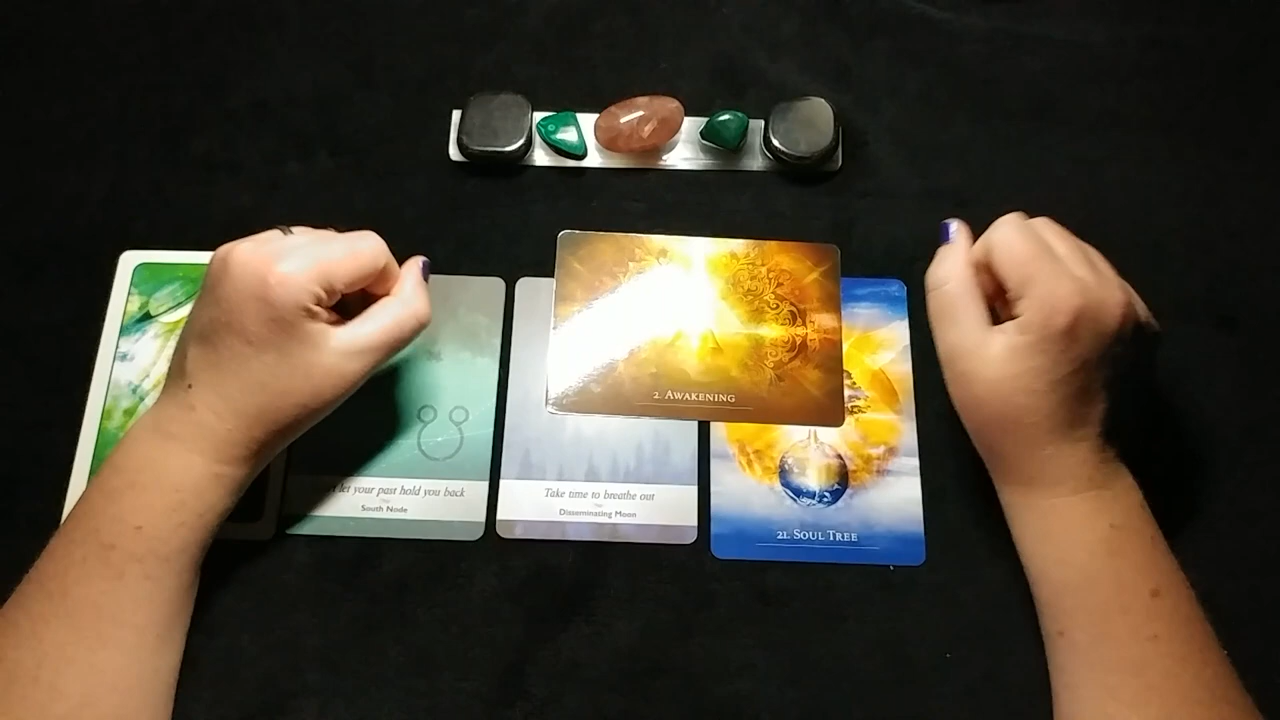 let your past hold you back
South Node
Take time to breathe out
Disseminating Moon
2. Awakening
21. Soul Tree